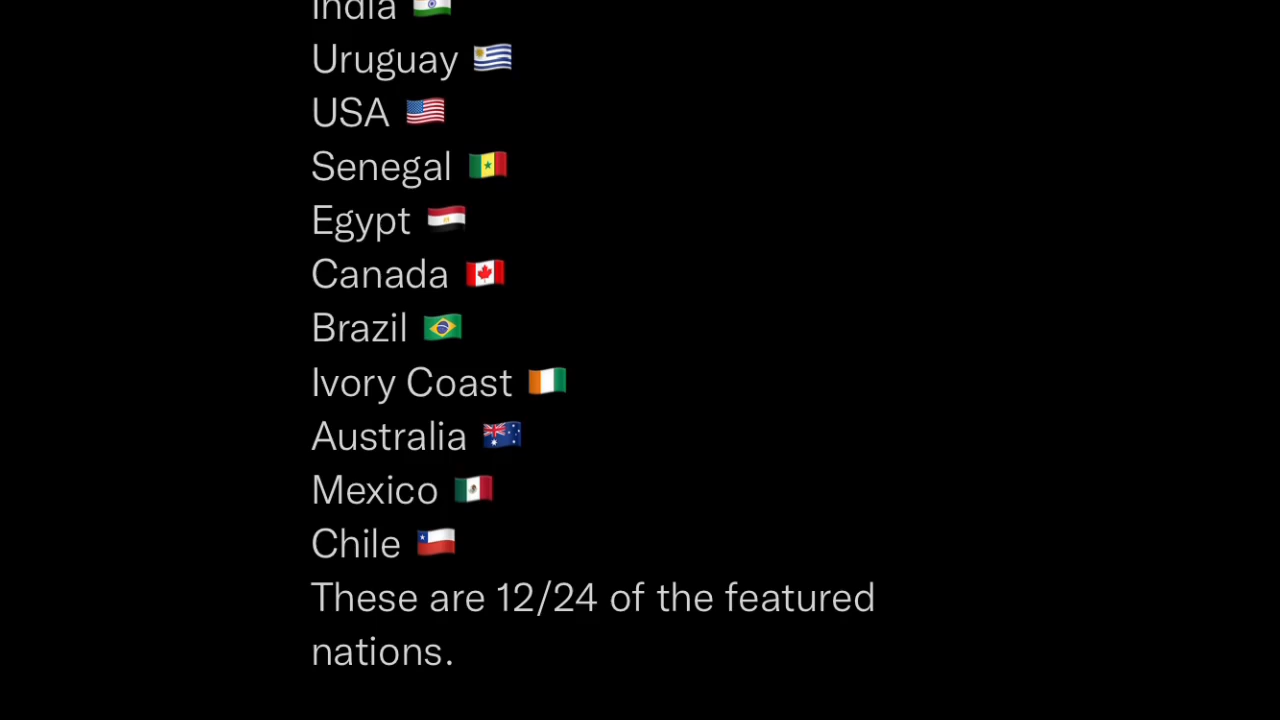 India 🇮🇳
Uruguay 🇺🇾
USA 🇺🇸
Senegal 🇸🇳
Egypt 🇪🇬
Canada 🇨🇦
Brazil 🇧🇷
Ivory Coast 🇨🇮
Australia 🇦🇺
Mexico 🇲🇽
Chile 🇨🇱
These are 12/24 of the featured
nations.